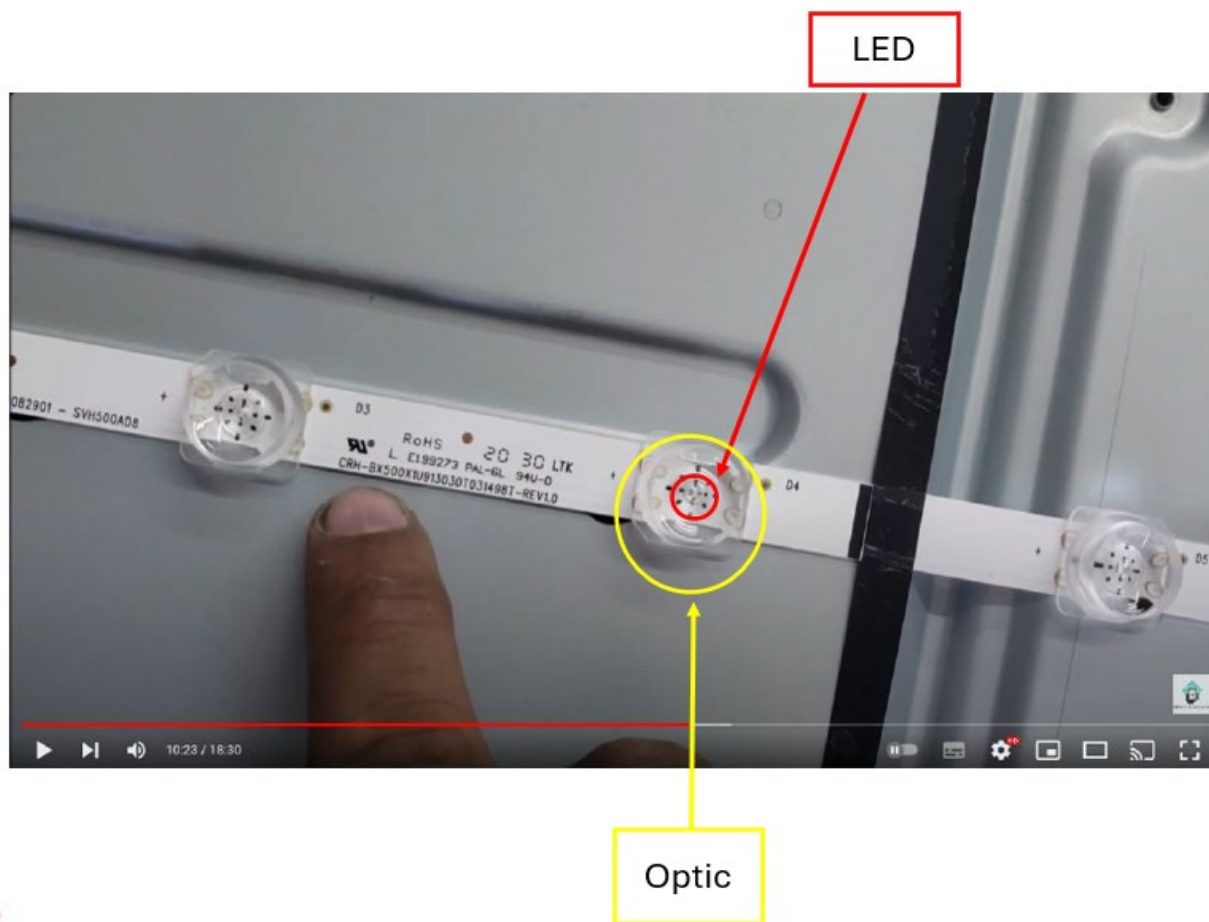 LED
082901 - SVH500AD8
+
D3
RoHS
20 30 LTK
L E199273 PAL-6L 94V-0
CRH-BX500X1U913030T031498T-REV1.0
+
D4
+
D5
10:23 / 18:30
HD
Optic